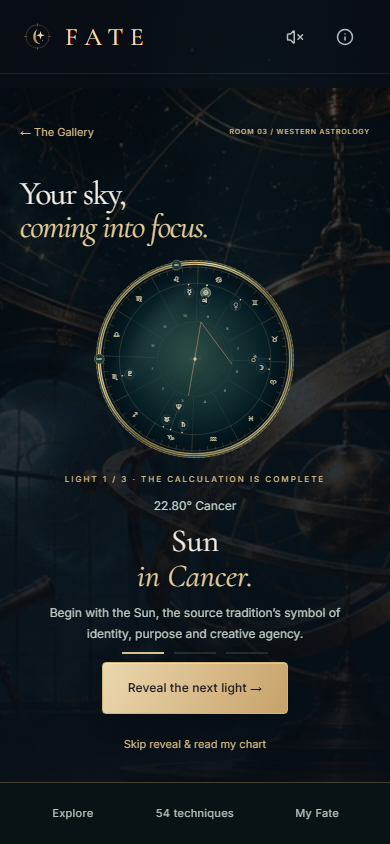 FATE
← The Gallery
ROOM 03 / WESTERN ASTROLOGY
Your sky,
coming into focus.
LIGHT 1 / 3 · THE CALCULATION IS COMPLETE
22.80° Cancer
Sun
in Cancer.
Begin with the Sun, the source tradition’s symbol of
identity, purpose and creative agency.
Reveal the next light →
Skip reveal & read my chart
Explore
54 techniques
My Fate